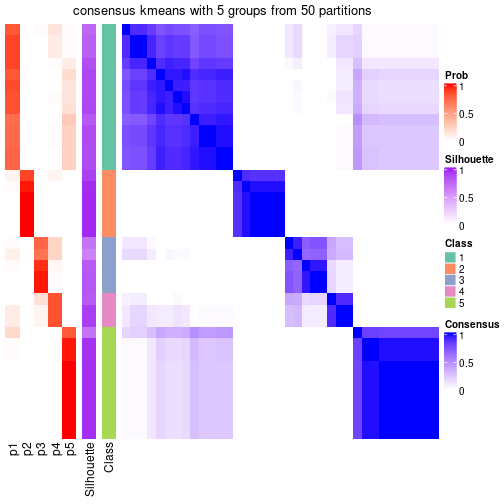 consensus kmeans with 5 groups from 50 partitions
Prob
1
0.5
0
Silhouette
1
0.5
0
Class
1
2
3
4
5
Consensus
1
0.5
0
p1
p2
p3
p4
p5
Silhouette
Class